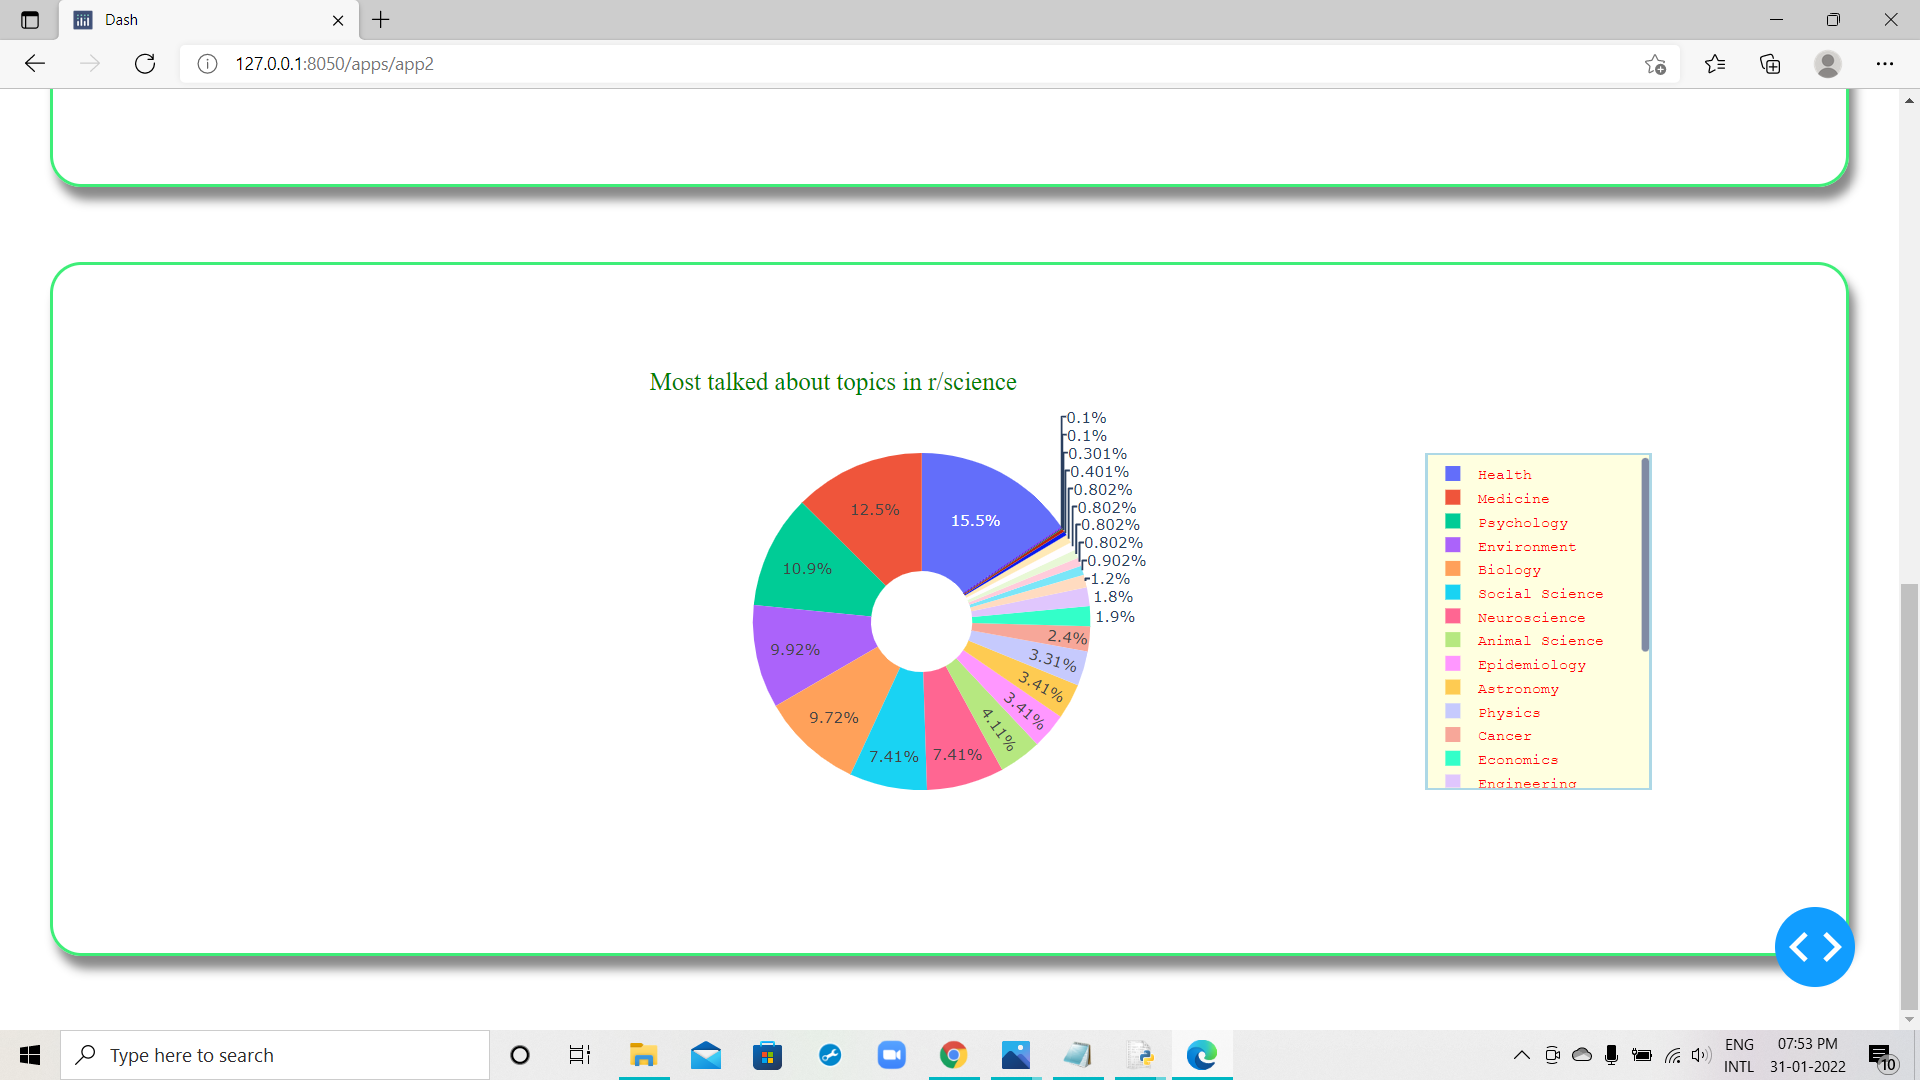 Dash
127.0.0.1:8050/apps/app2
Most talked about topics in r/science
0.1%
0.1%
0.301%
0.401%
0.802%
0.802%
0.802%
0.802%
0.902%
1.2%
1.8%
1.9%
2.4%
3.31%
3.41%
3.41%
4.11%
7.41%
7.41%
9.72%
9.92%
10.9%
12.5%
15.5%
Health
Medicine
Psychology
Environment
Biology
Social Science
Neuroscience
Animal Science
Epidemiology
Astronomy
Physics
Cancer
Economics
Engineering
Type here to search
ENG
INTL
07:53 PM
31-01-2022
10